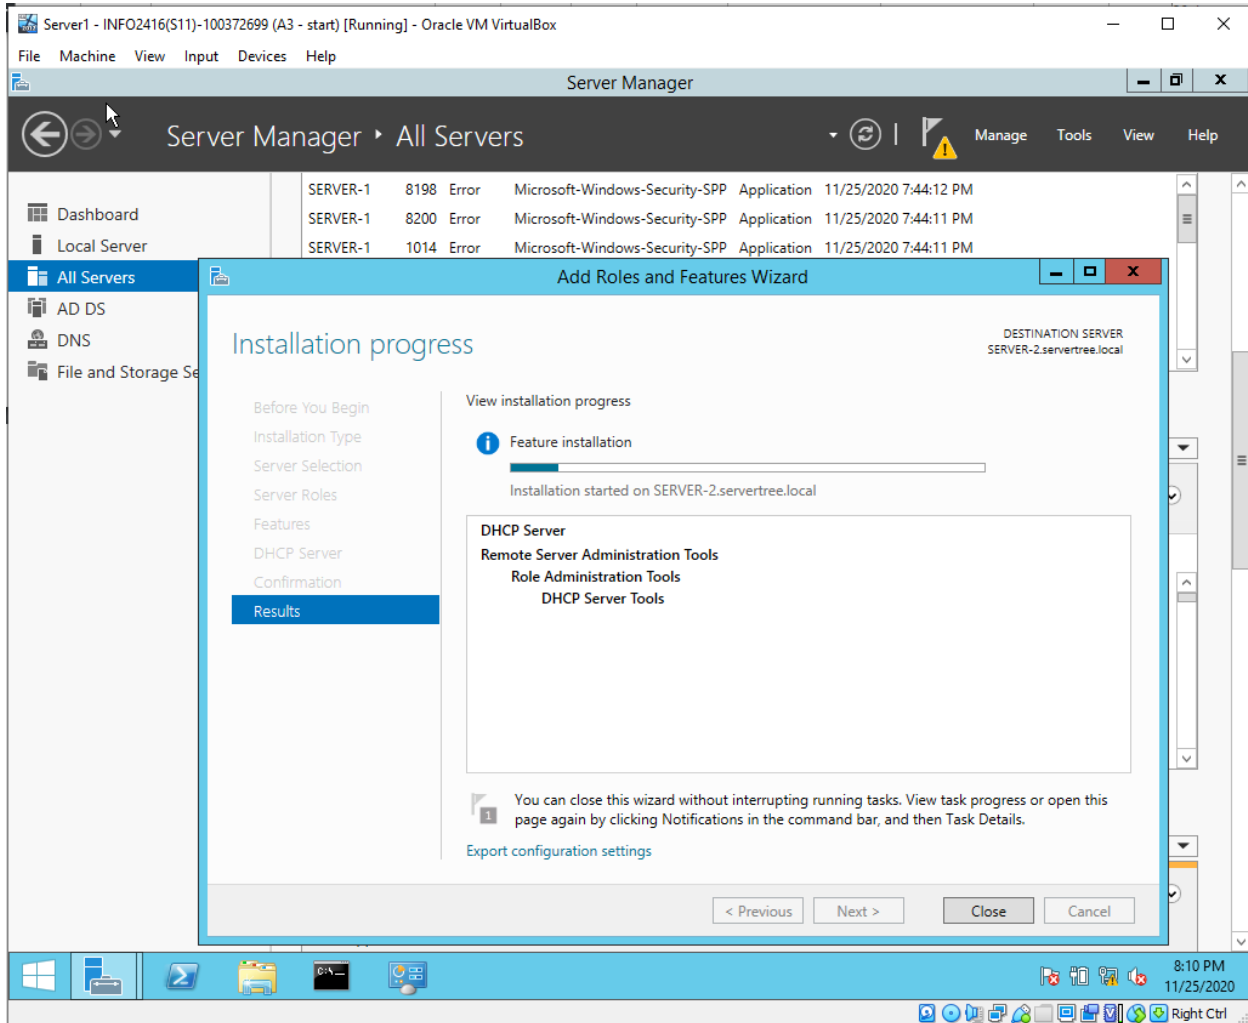 Server1 - INFO2416(S11)-100372699 (A3 - start) [Running] - Oracle VM VirtualBox
File Machine View Input Devices Help
Server Manager
Server Manager All Servers
Manage Tools View Help
Dashboard
Local Server
All Servers
AD DS
DNS
File and Storage Se
SERVER-1 8198 Error Microsoft-Windows-Security-SPP Application 11/25/2020 7:44:12 PM
SERVER-1 8200 Error Microsoft-Windows-Security-SPP Application 11/25/2020 7:44:11 PM
SERVER-1 1014 Error Microsoft-Windows-Security-SPP Application 11/25/2020 7:44:11 PM
Add Roles and Features Wizard
Installation progress
DESTINATION SERVER
SERVER-2.servertree.local
Before You Begin
Installation Type
Server Selection
Server Roles
Features
DHCP Server
Confirmation
Results
View installation progress
Feature installation
Installation started on SERVER-2.servertree.local
DHCP Server
Remote Server Administration Tools
Role Administration Tools
DHCP Server Tools
1
You can close this wizard without interrupting running tasks. View task progress or open this
page again by clicking Notifications in the command bar, and then Task Details.
Export configuration settings
< Previous Next > Close Cancel
8:10 PM
11/25/2020
Right Ctrl